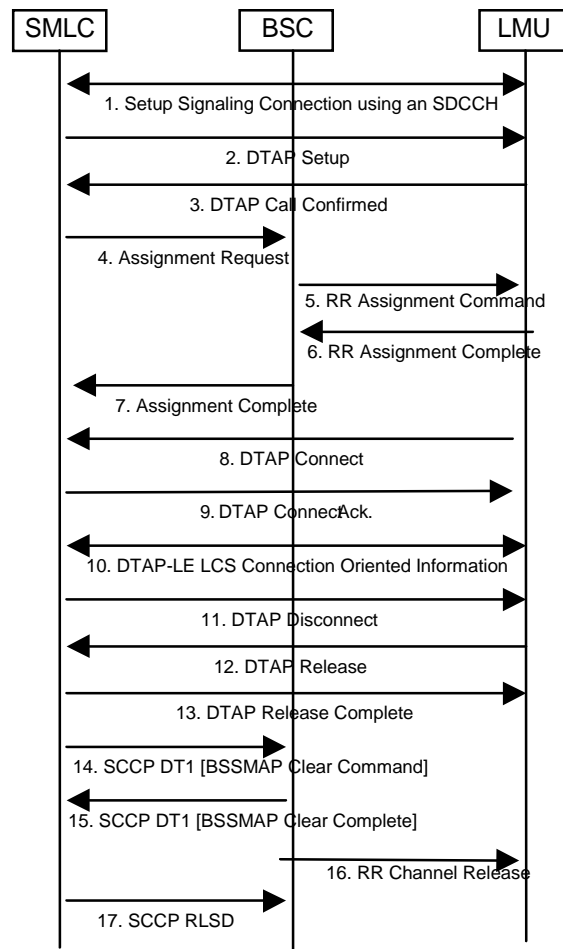 SMLC
BSC
LMU
1. Setup Signaling Connection using an SDCCH
2. DTAP Setup
3. DTAP Call Confirmed
4. Assignment Request
5. RR Assignment Command
6. RR Assignment Complete
7. Assignment Complete
8. DTAP Connect
9. DTAP Connect Ack.
10. DTAP-LE LCS Connection Oriented Information
11. DTAP Disconnect
12. DTAP Release
13. DTAP Release Complete
14. SCCP DT1 [BSSMAP Clear Command]
15. SCCP DT1 [BSSMAP Clear Complete]
16. RR Channel Release
17. SCCP RLSD